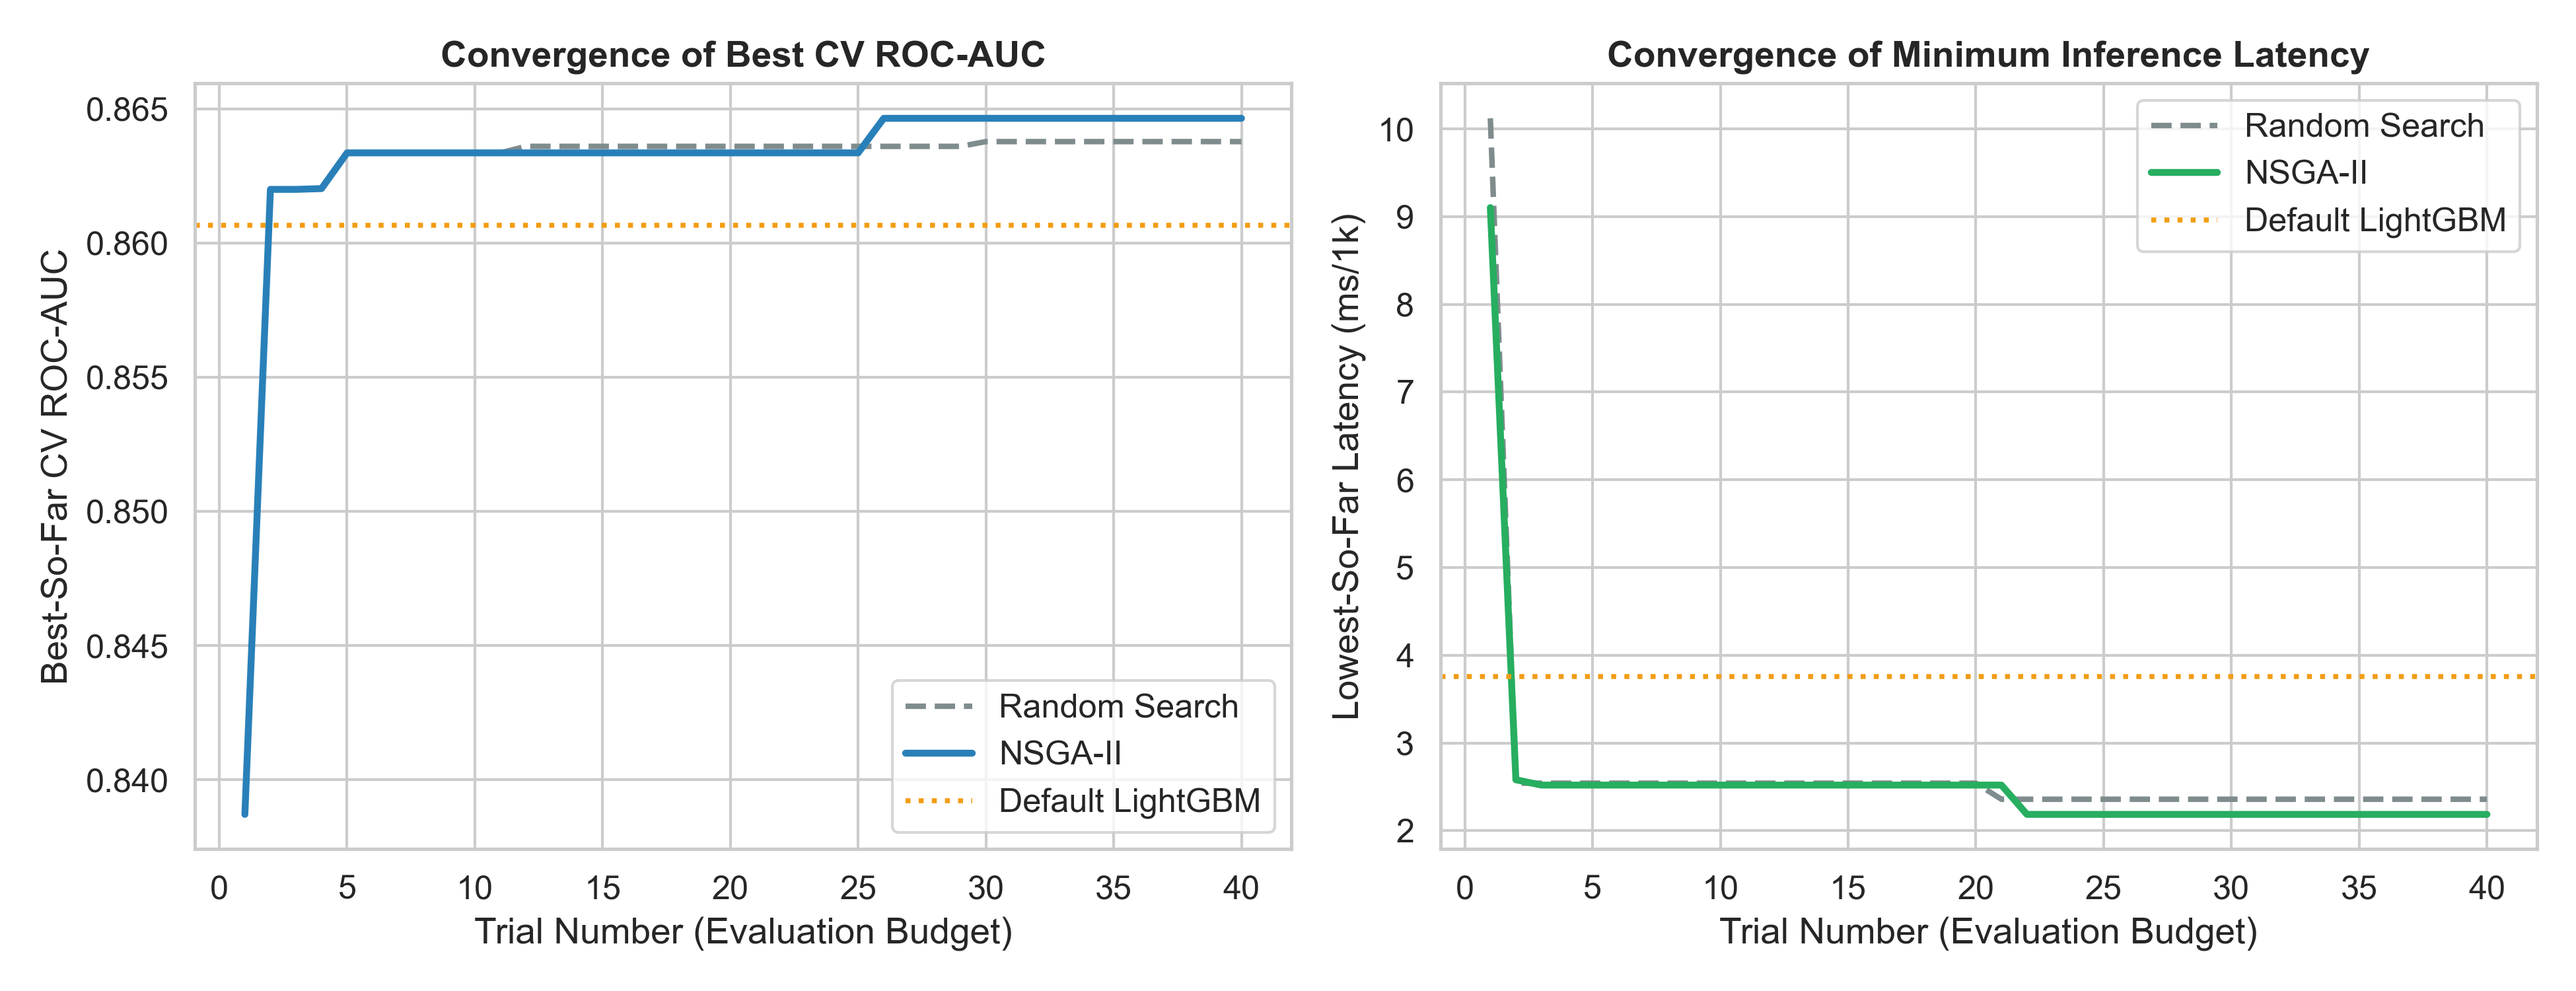 Convergence of Best CV ROC-AUC
Best-So-Far CV ROC-AUC
0.865
0.860
0.855
0.850
0.845
0.840
0 5 10 15 20 25 30 35 40
Trial Number (Evaluation Budget)
Random Search
NSGA-II
Default LightGBM
Convergence of Minimum Inference Latency
Lowest-So-Far Latency (ms/1k)
10
9
8
7
6
5
4
3
2
0 5 10 15 20 25 30 35 40
Trial Number (Evaluation Budget)
Random Search
NSGA-II
Default LightGBM